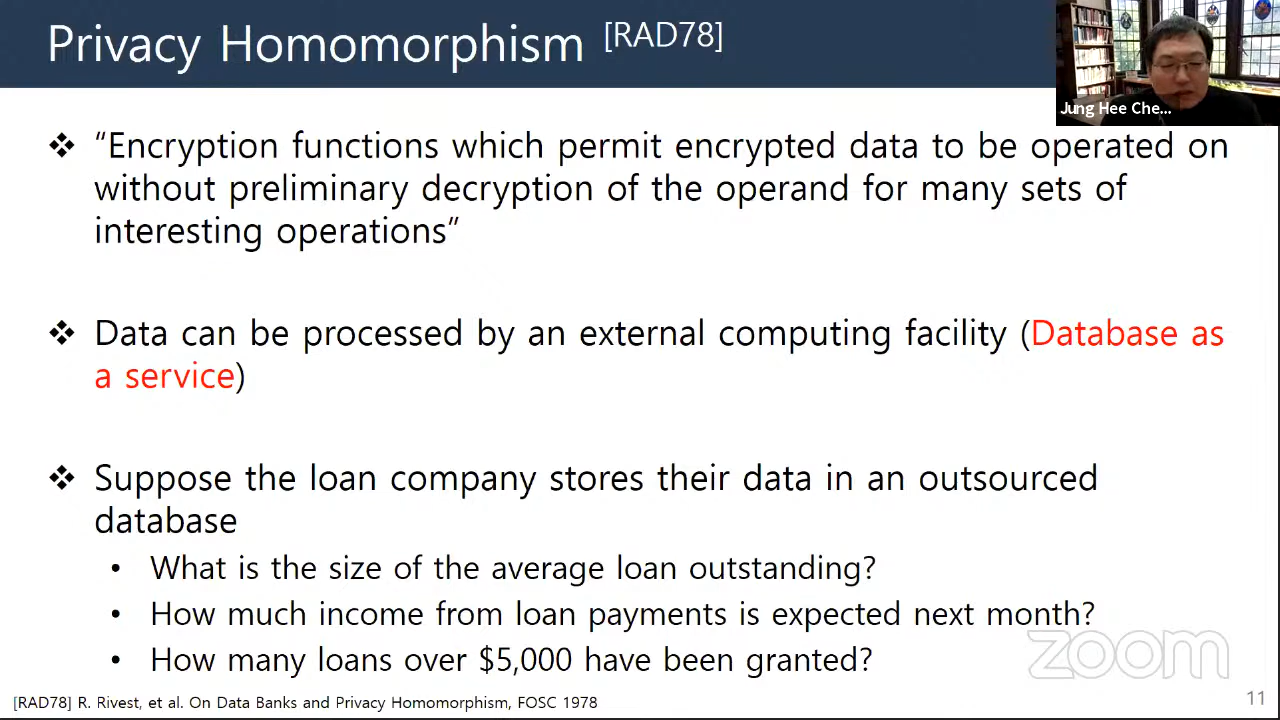 Privacy Homomorphism [RAD78]
Jung Hee Che...
❖ "Encryption functions which permit encrypted data to be operated on
without preliminary decryption of the operand for many sets of
interesting operations"
❖ Data can be processed by an external computing facility (Database as
a service)
❖ Suppose the loan company stores their data in an outsourced
database
• What is the size of the average loan outstanding?
• How much income from loan payments is expected next month?
• How many loans over $5,000 have been granted?
zoom
[RAD78] R. Rivest, et al. On Data Banks and Privacy Homomorphism, FOSC 1978
11